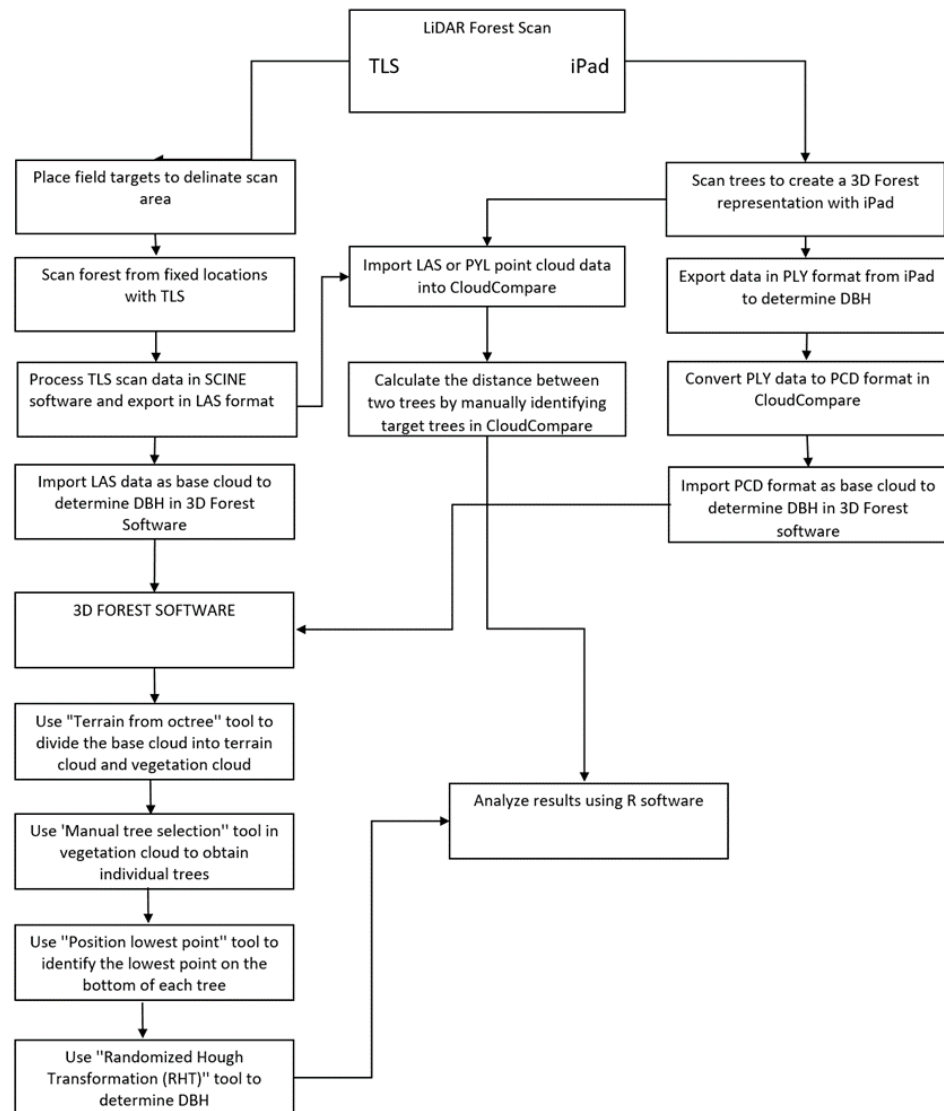 LiDAR Forest Scan
TLS iPad
Place field targets to delinate scan
area
Scan forest from fixed locations
with TLS
Process TLS scan data in SCINE
software and export in LAS format
Import LAS data as base cloud to
determine DBH in 3D Forest
Software
Import LAS or PYL point cloud data
into CloudCompare
Calculate the distance between
two trees by manually identifying
target trees in CloudCompare
Scan trees to create a 3D Forest
representation with iPad
Export data in PLY format from iPad
to determine DBH
Convert PLY data to PCD format in
CloudCompare
Import PCD format as base cloud to
determine DBH in 3D Forest
software
3D FOREST SOFTWARE
Use "Terrain from octree" tool to
divide the base cloud into terrain
cloud and vegetation cloud
Use 'Manual tree selection" tool in
vegetation cloud to obtain
individual trees
Use "Position lowest point" tool to
identify the lowest point on the
bottom of each tree
Use "Randomized Hough
Transformation (RHT)" tool to
determine DBH
Analyze results using R software